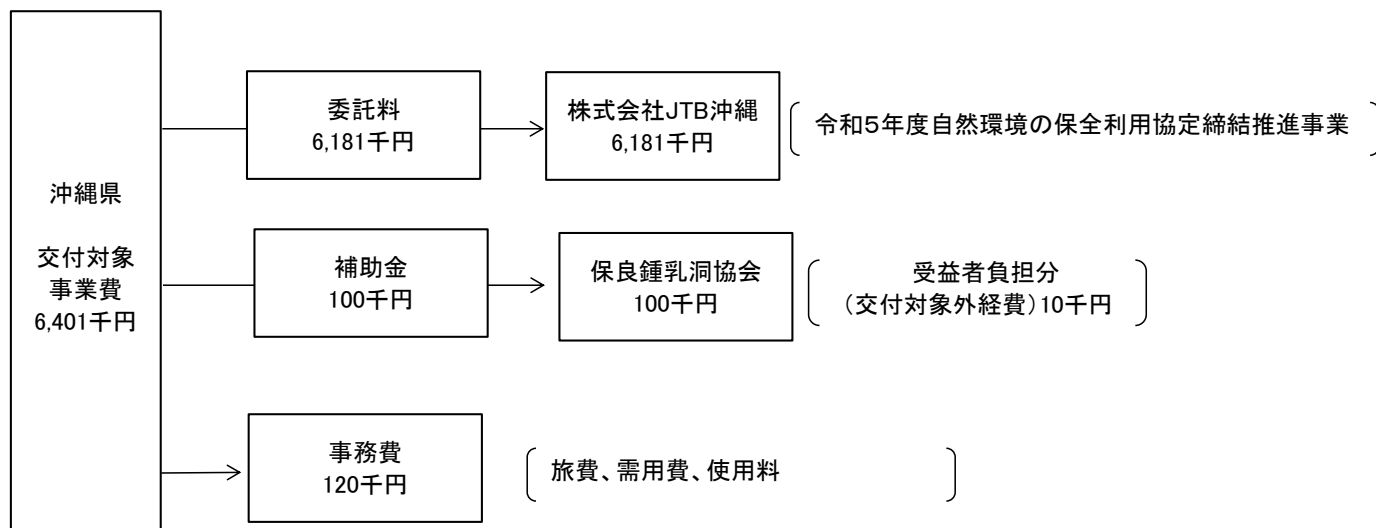 沖縄県
交付対象
事業費
6,401千円
委託料
6,181千円
株式会社JTB沖縄
6,181千円
令和5年度自然環境の保全利用協定締結推進事業
補助金
100千円
保良鍾乳洞協会
100千円
受益者負担分
（交付対象外経費）10千円
事務費
120千円
旅費、需用費、使用料